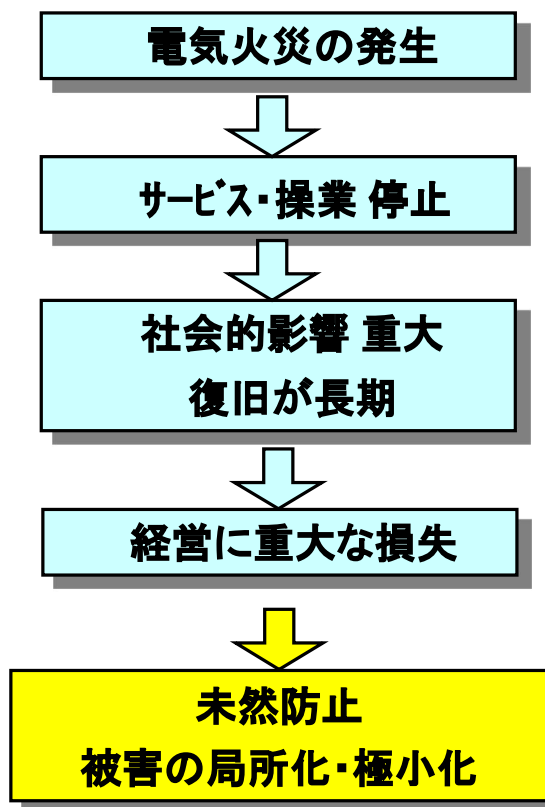 電気火災の発生
サービス・操業 停止
社会的影響 重大
復旧が長期
経営に重大な損失
未然防止
被害の局所化・極小化